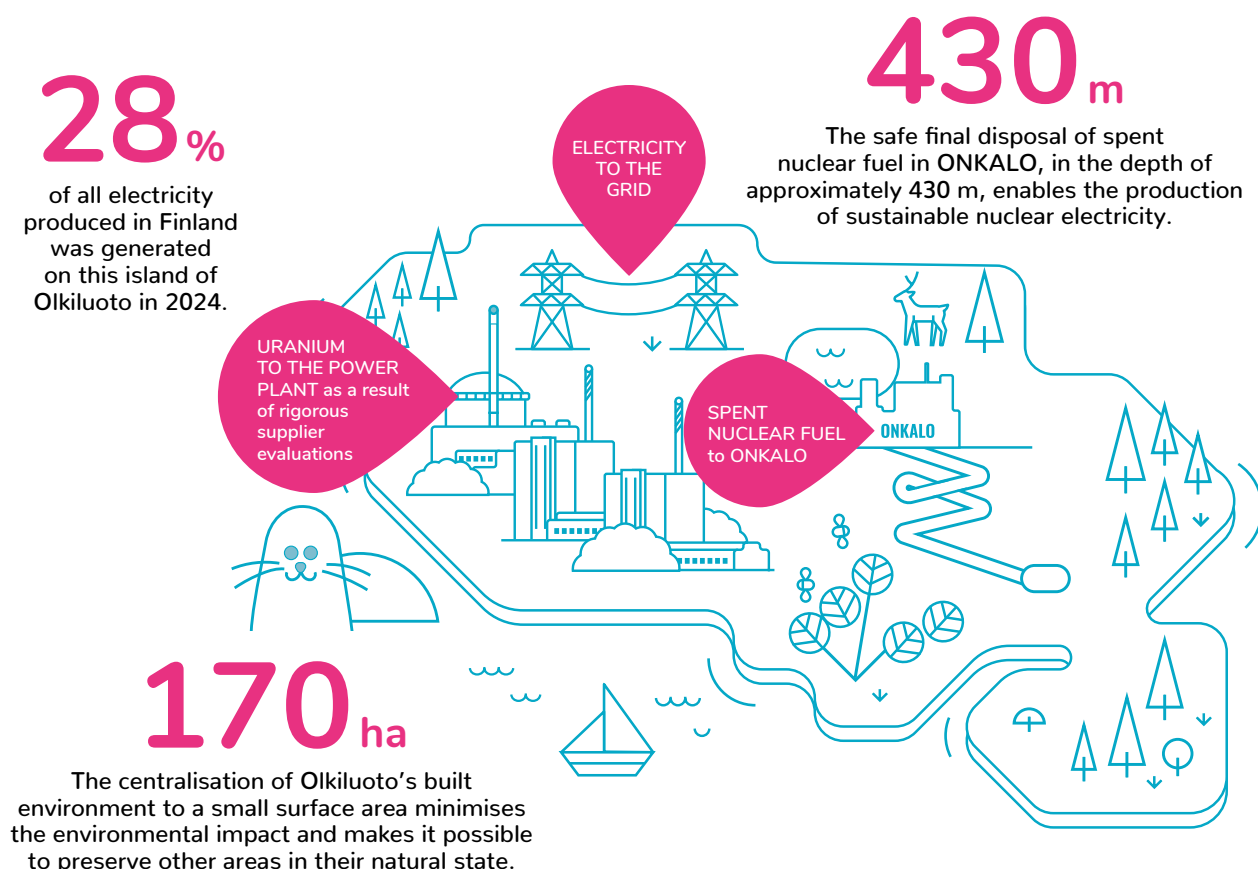 28 %
of all electricity
produced in Finland
was generated
on this island of
Olkiluoto in 2024.
430 m
The safe final disposal of spent
nuclear fuel in ONKALO, in the depth of
approximately 430 m, enables the production
of sustainable nuclear electricity.
ELECTRICITY
TO THE
GRID
URANIUM
TO THE POWER
PLANT as a result
of rigorous
supplier
evaluations
SPENT
NUCLEAR FUEL
to ONKALO
ONKALO
170 ha
The centralisation of Olkiluoto's built
environment to a small surface area minimises
the environmental impact and makes it possible
to preserve other areas in their natural state.